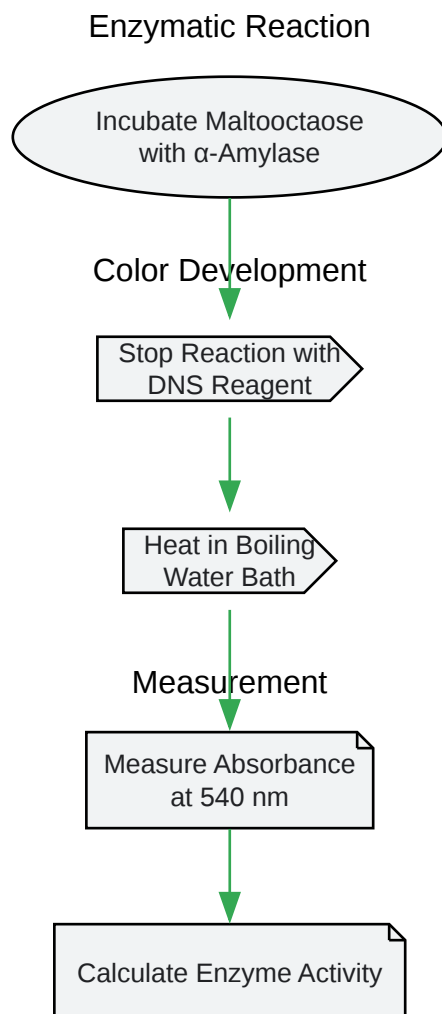 Enzymatic Reaction
Incubate Maltooctaose
with α-Amylase
Color Development
Stop Reaction with
DNS Reagent
Heat in Boiling
Water Bath
Measurement
Measure Absorbance
at 540 nm
Calculate Enzyme Activity